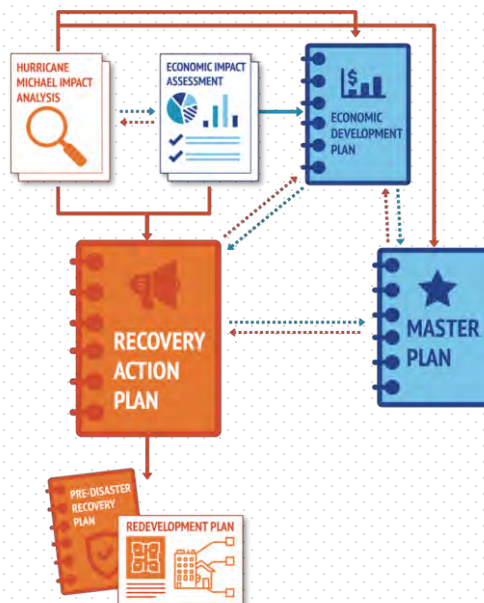 HURRICANE
MICHAEL IMPACT
ANALYSIS
ECONOMIC IMPACT
ASSESSMENT
$
ECONOMIC
DEVELOPMENT
PLAN
$
RECOVERY
ACTION
PLAN
MASTER
PLAN
PRE-DISASTER
RECOVERY
PLAN
REDEVELOPMENT PLAN